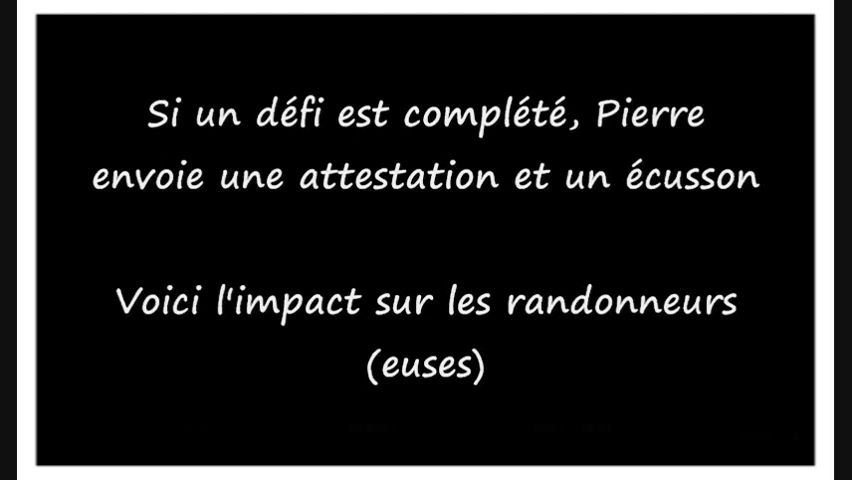 Si un défi est complété, Pierre
envoie une attestation et un écusson
Voici l'impact sur les randonneurs
(euses)